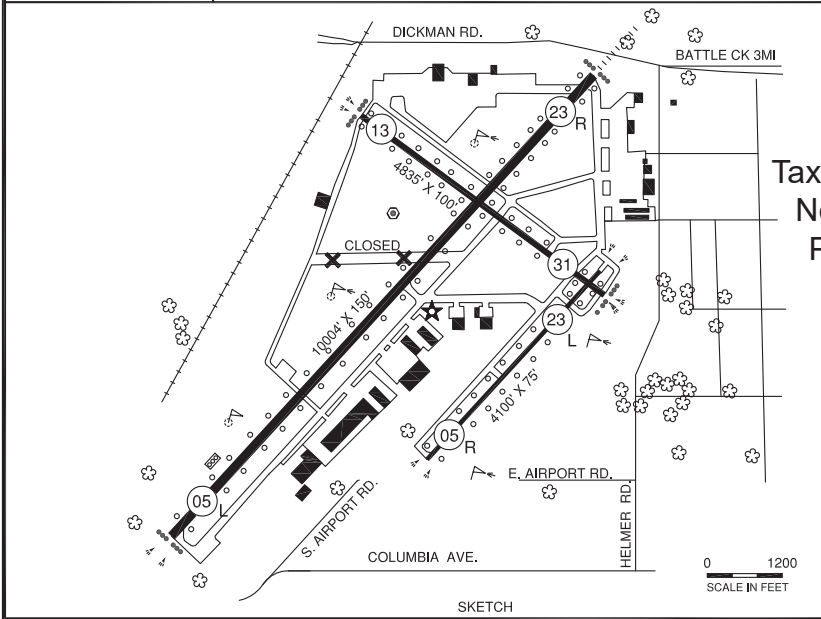 DICKMAN RD.
BATTLE CK 3MI
23
R
13
4835' X 100'
CLOSED
31
10004' X 150'
23
L
4100' X 75'
05
R
05
L
E. AIRPORT RD.
S. AIRPORT RD.
HELMER RD.
COLUMBIA AVE.
0 1200
SCALE IN FEET
SKETCH
Tax